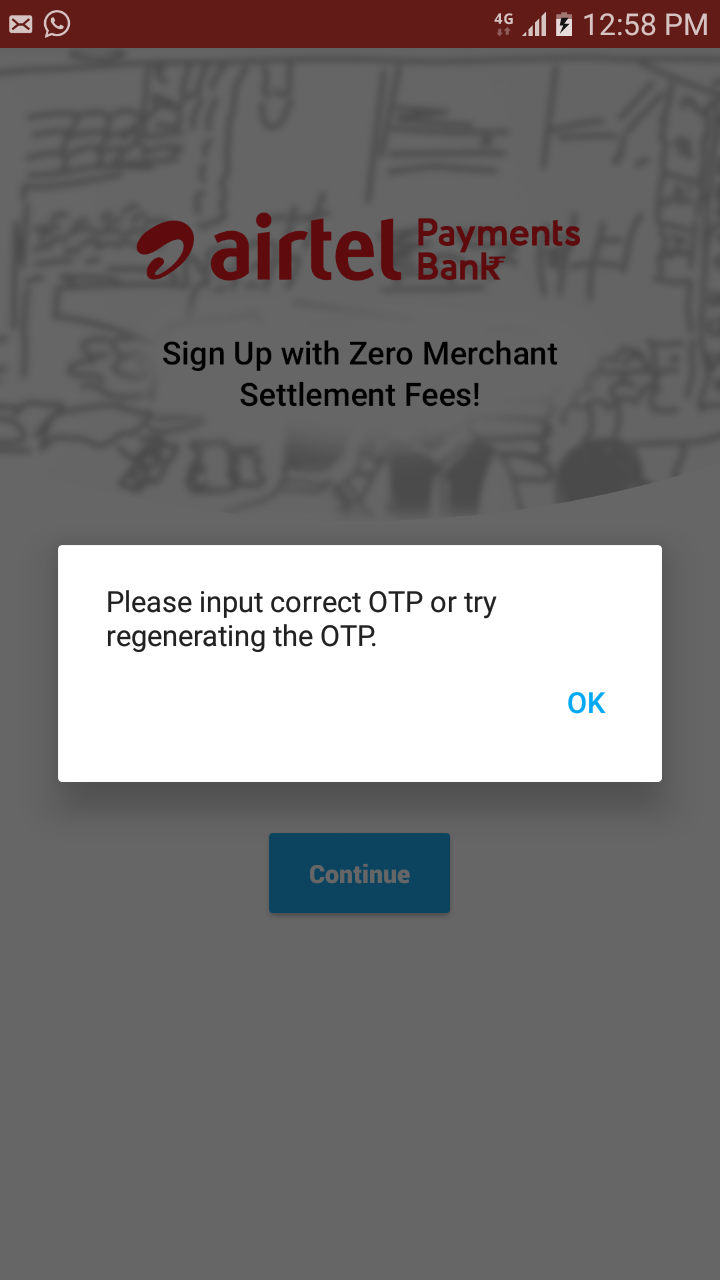 4G 12:58 PM
airtel Payments Bank
Sign Up with Zero Merchant
Settlement Fees!
Please input correct OTP or try
regenerating the OTP.
OK
Continue